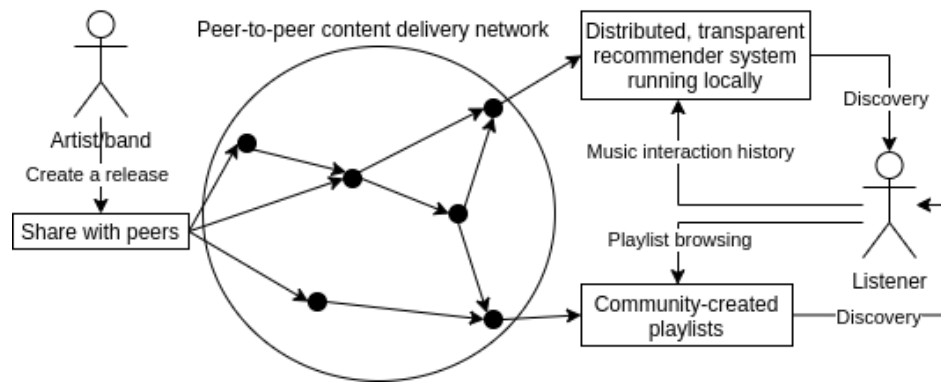 Peer-to-peer content delivery network
Distributed, transparent
recommender system
running locally
Artist/band
Create a release
Share with peers
Discovery
Music interaction history
Playlist browsing
Listener
Community-created
playlists
Discovery